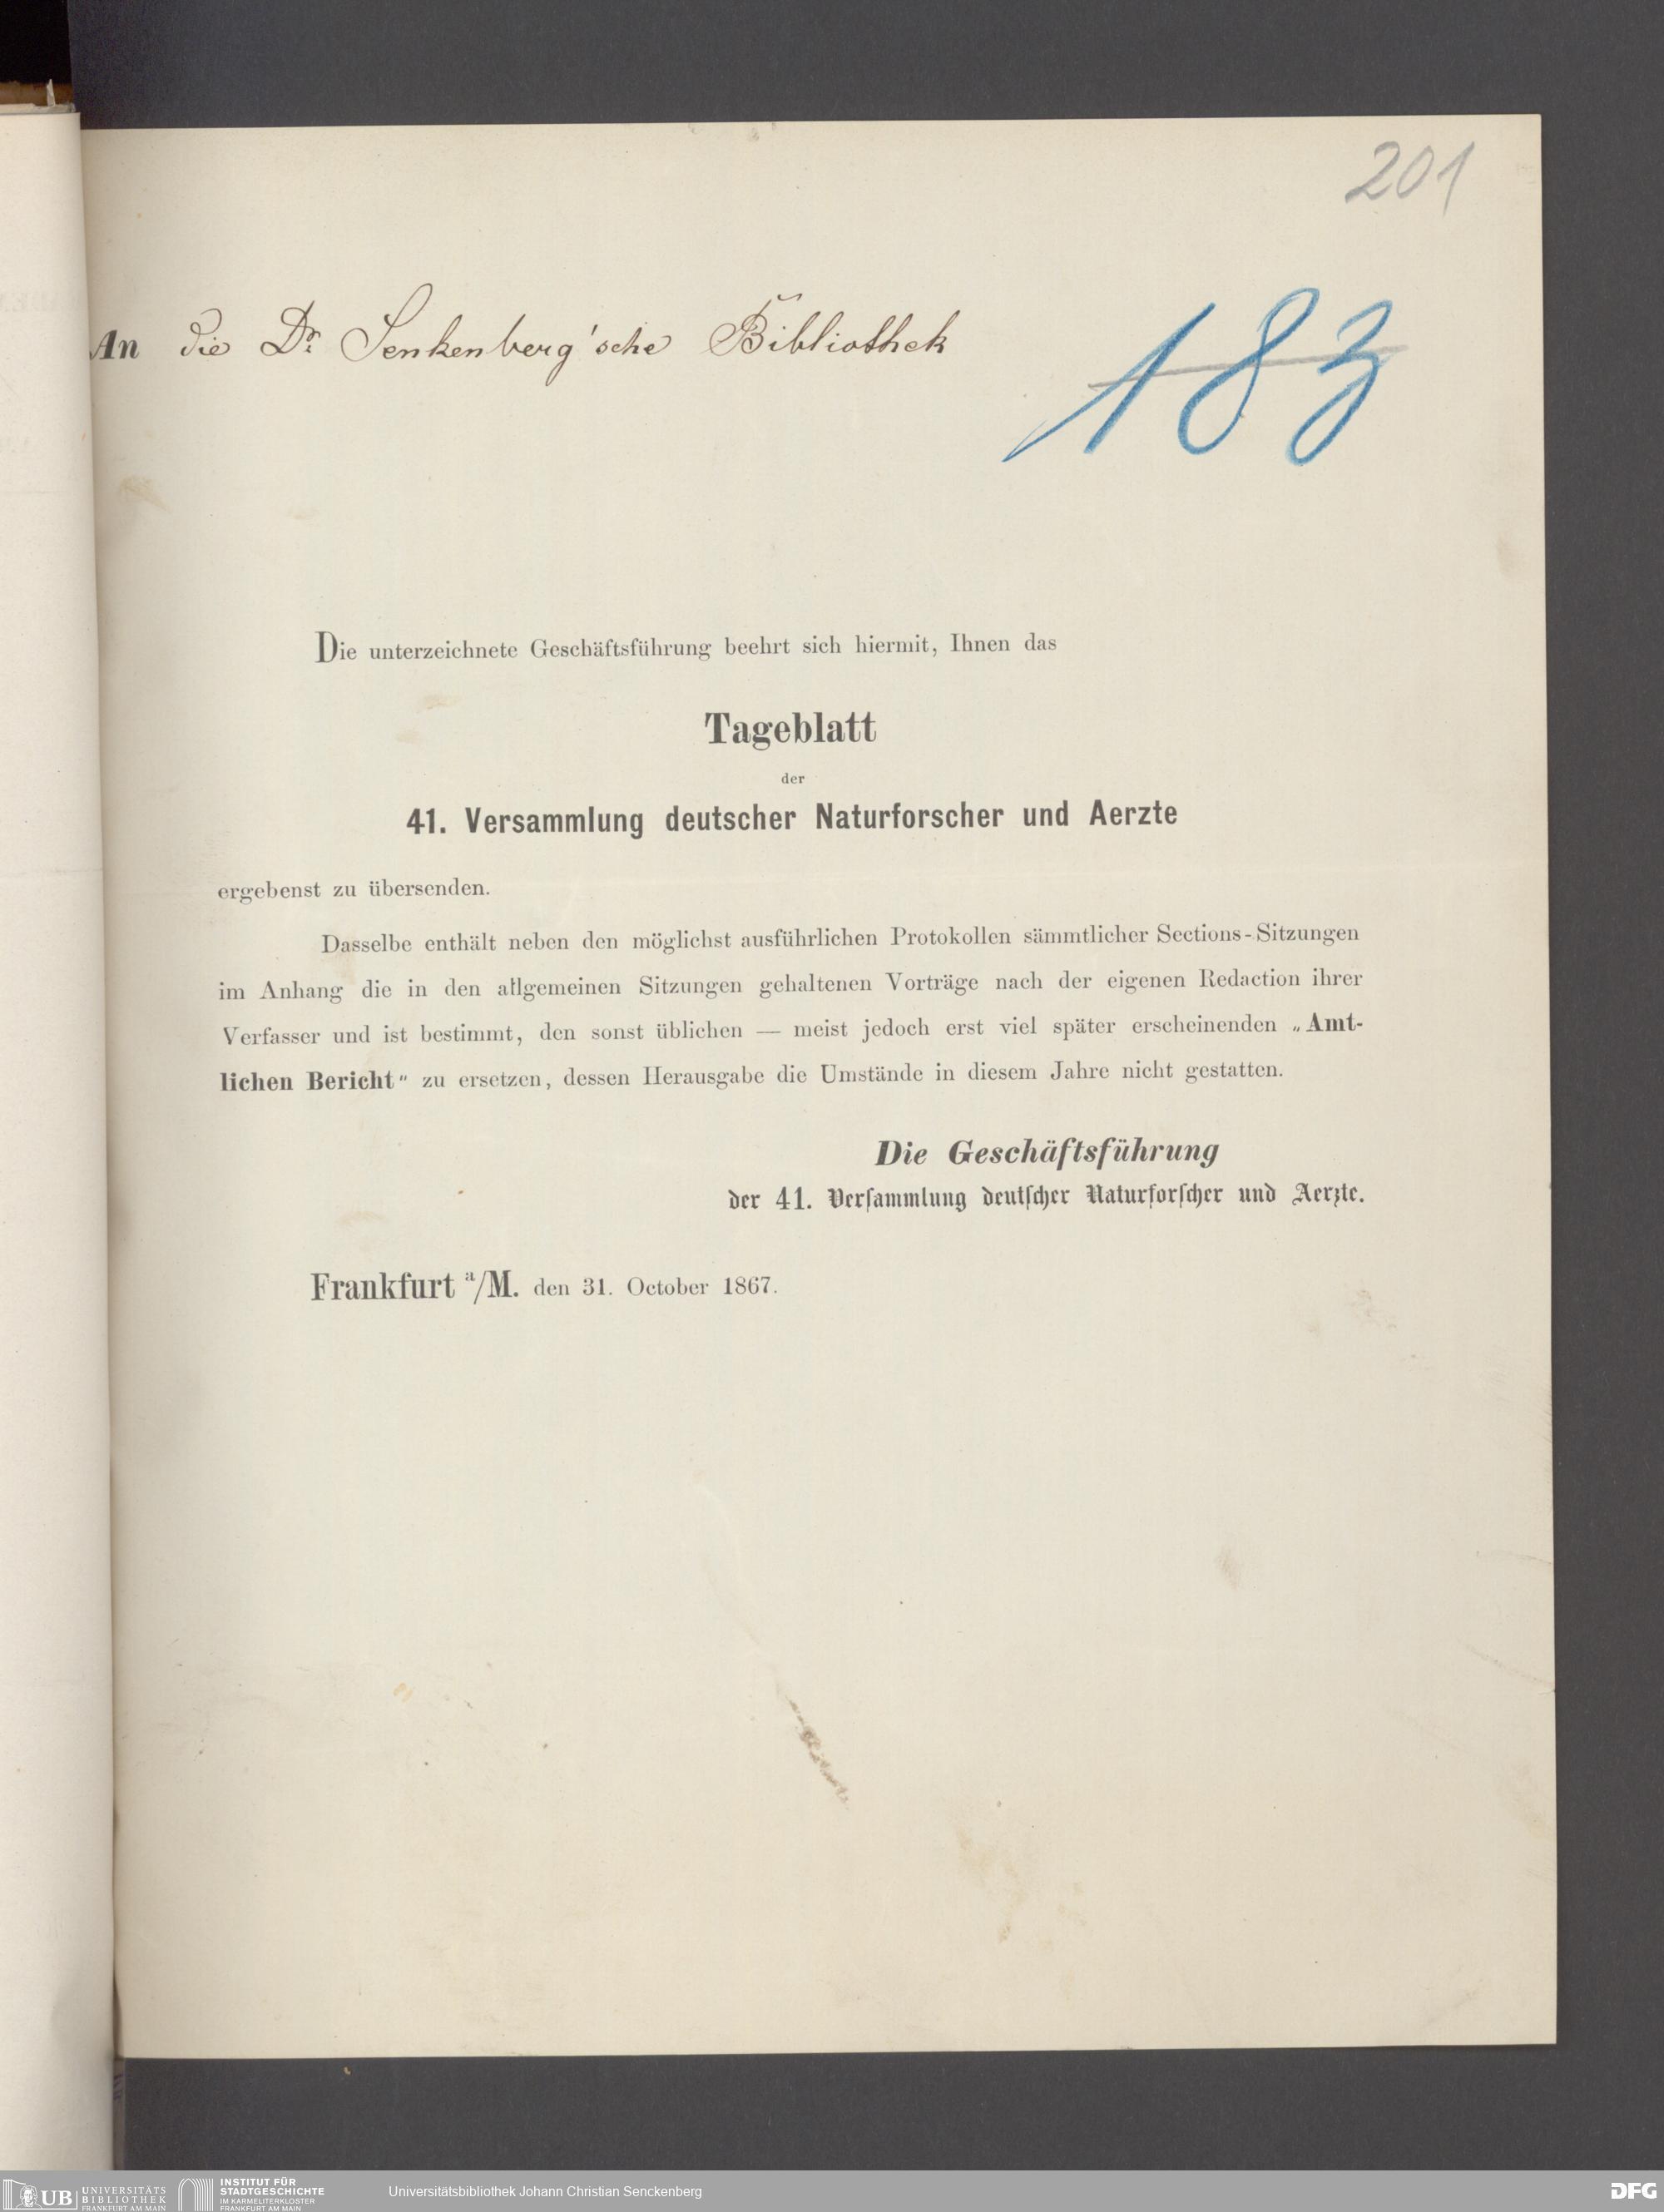 201
An die Dr. Senkenberg'sche Bibliothek
183
Die unterzeichnete Geschäftsführung beehrt sich hiermit, Ihnen das
Tageblatt
der
41. Versammlung deutscher Naturforscher und Aerzte
ergebenst zu übersenden.
Dasselbe enthält neben den möglichst ausführlichen Protokollen sämmtlicher Sections-Sitzungen
im Anhang die in den allgemeinen Sitzungen gehaltenen Vorträge nach der eigenen Redaction ihrer
Verfasser und ist bestimmt, den sonst üblichen — meist jedoch erst viel später erscheinenden „Amt-
lichen Bericht" zu ersetzen, dessen Herausgabe die Umstände in diesem Jahre nicht gestatten.
Die Geschäftsführung
der 41. Verſammlung deutſcher Naturforſcher und Aerzte.
Frankfurt a/M. den 31. October 1867.
UB UNIVERSITÄTS
BIBLIOTHEK
FRANKFURT AM MAIN
INSTITUT FÜR
STADTGESCHICHTE
IM KARMELITERKLOSTER
FRANKFURT AM MAIN
Universitätsbibliothek Johann Christian Senckenberg
DFG